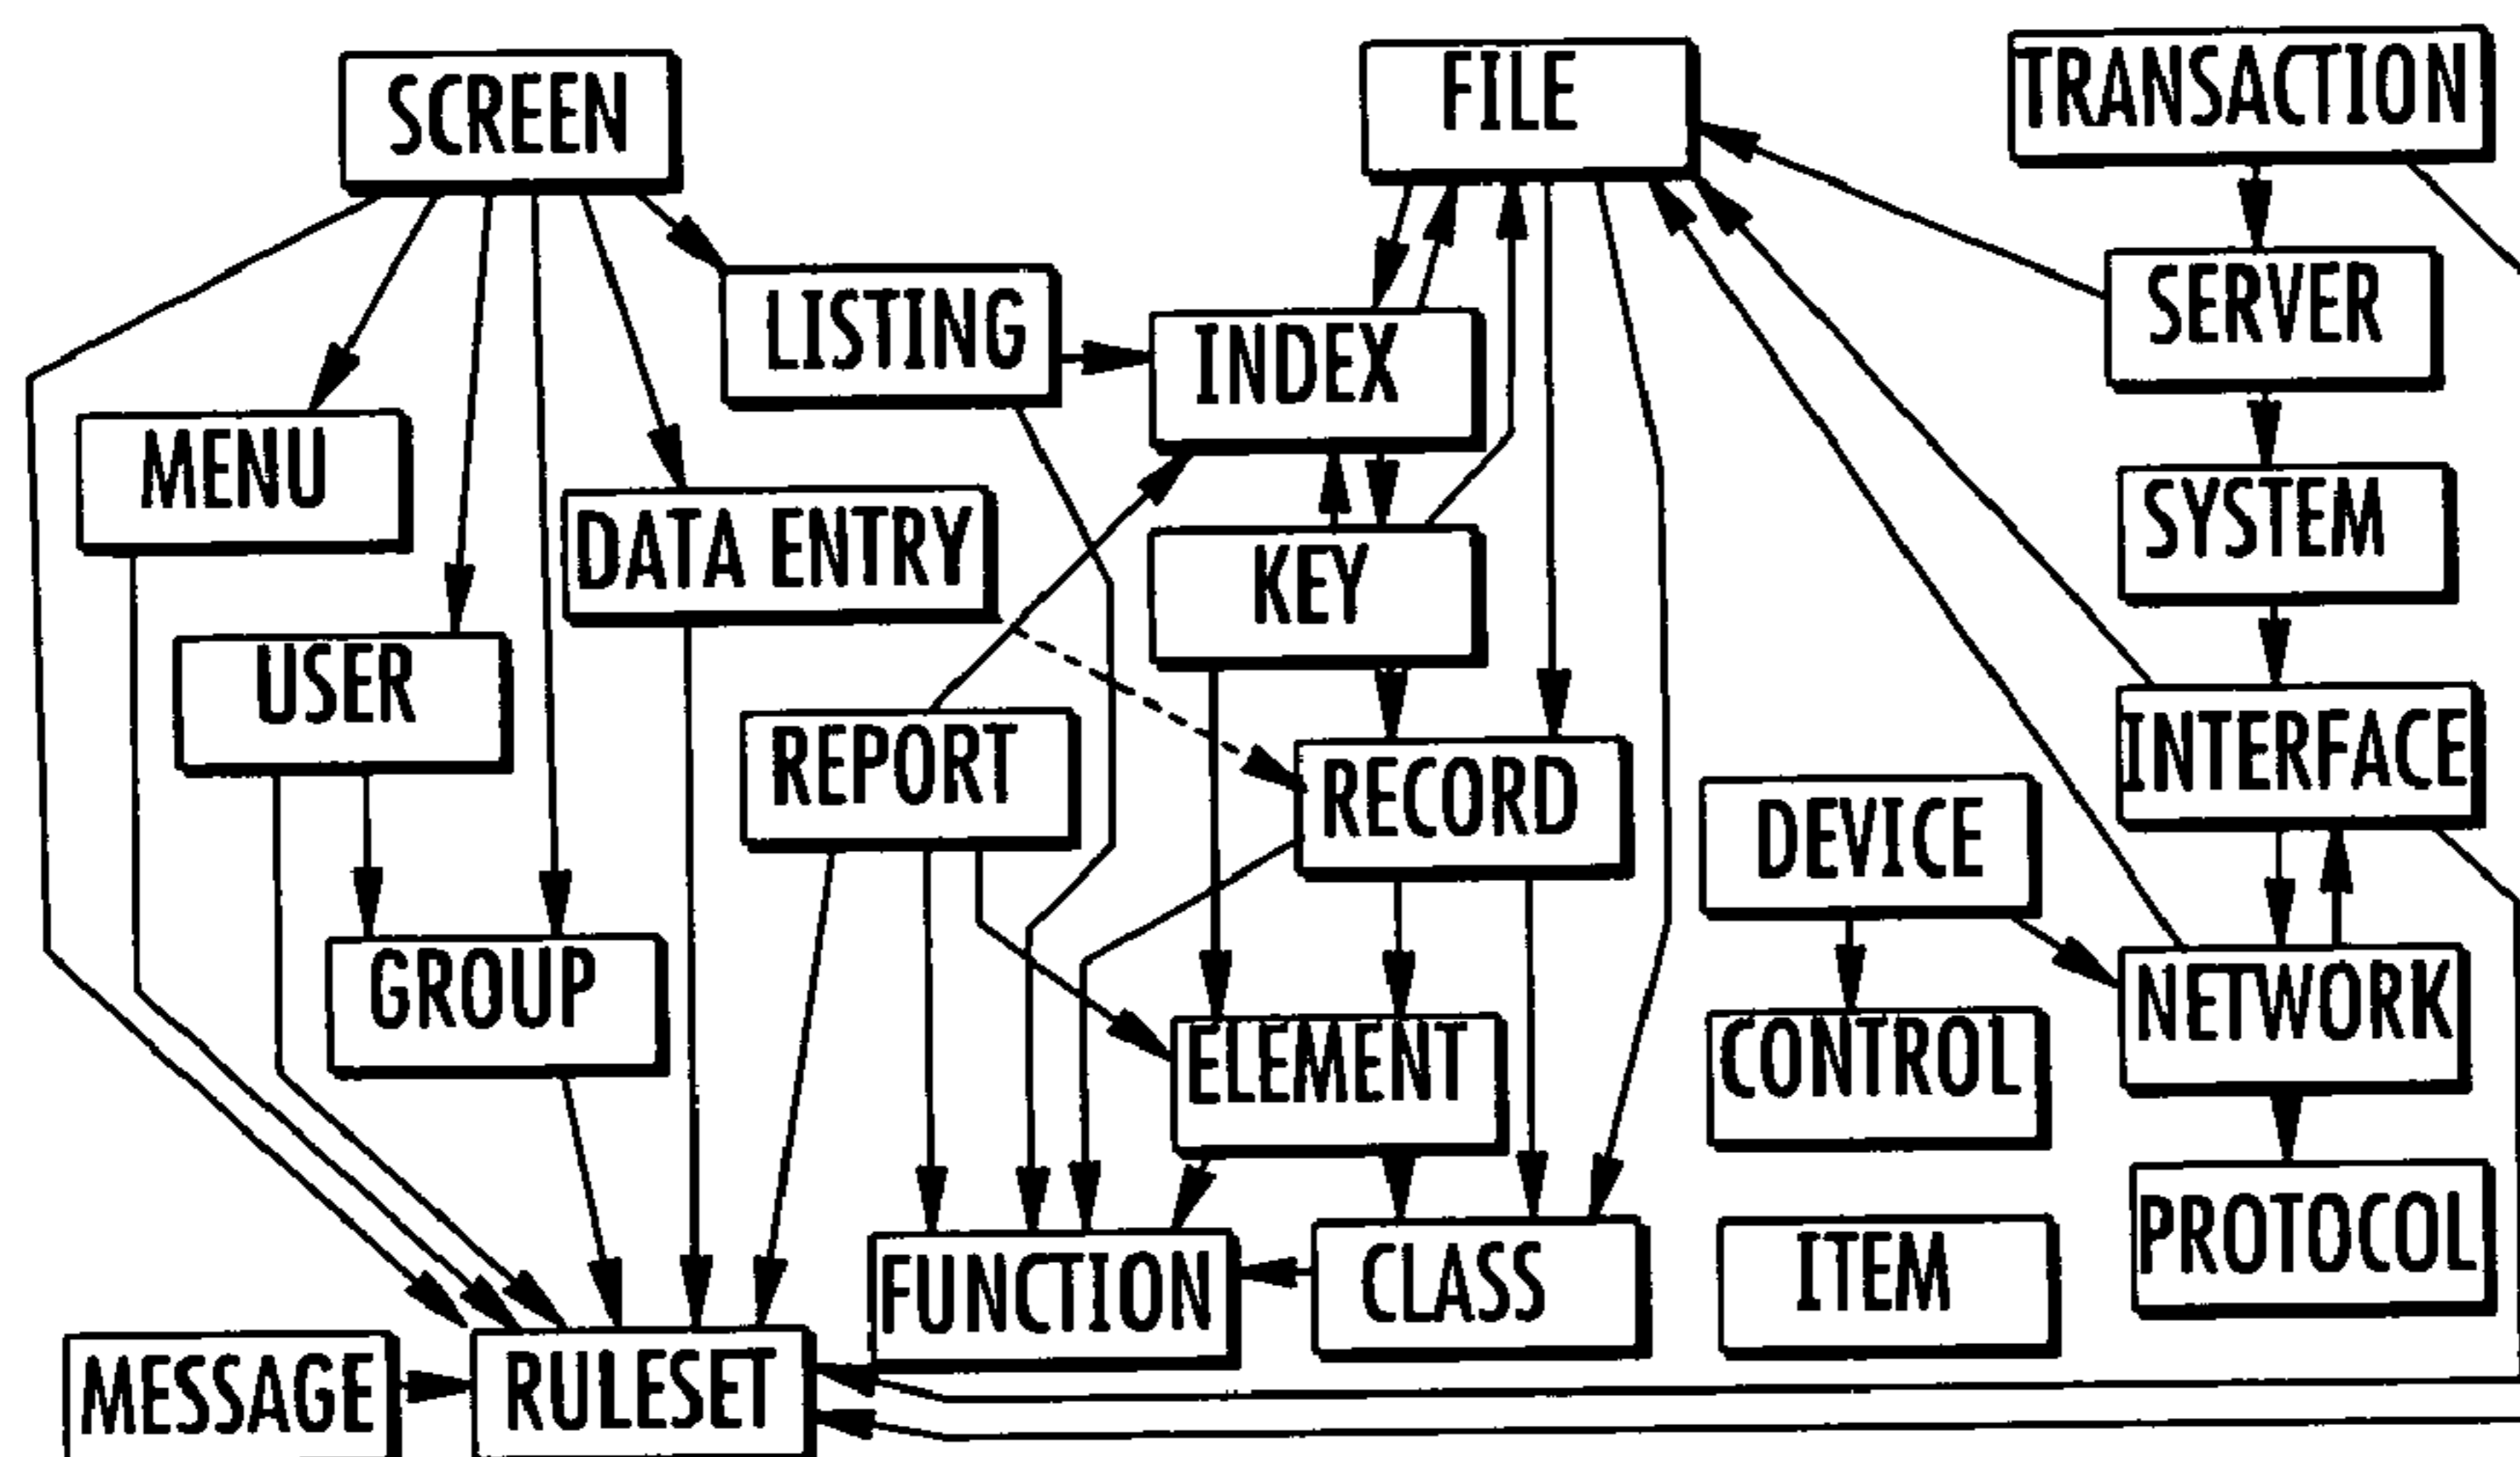 SCREEN
FILE
TRANSACTION
LISTING
SERVER
INDEX
MENU
SYSTEM
DATA ENTRY
KEY
USER
INTERFACE
REPORT
RECORD
DEVICE
GROUP
NETWORK
CONTROL
ELEMENT
PROTOCOL
ITEM
FUNCTION
CLASS
MESSAGE
RULESET